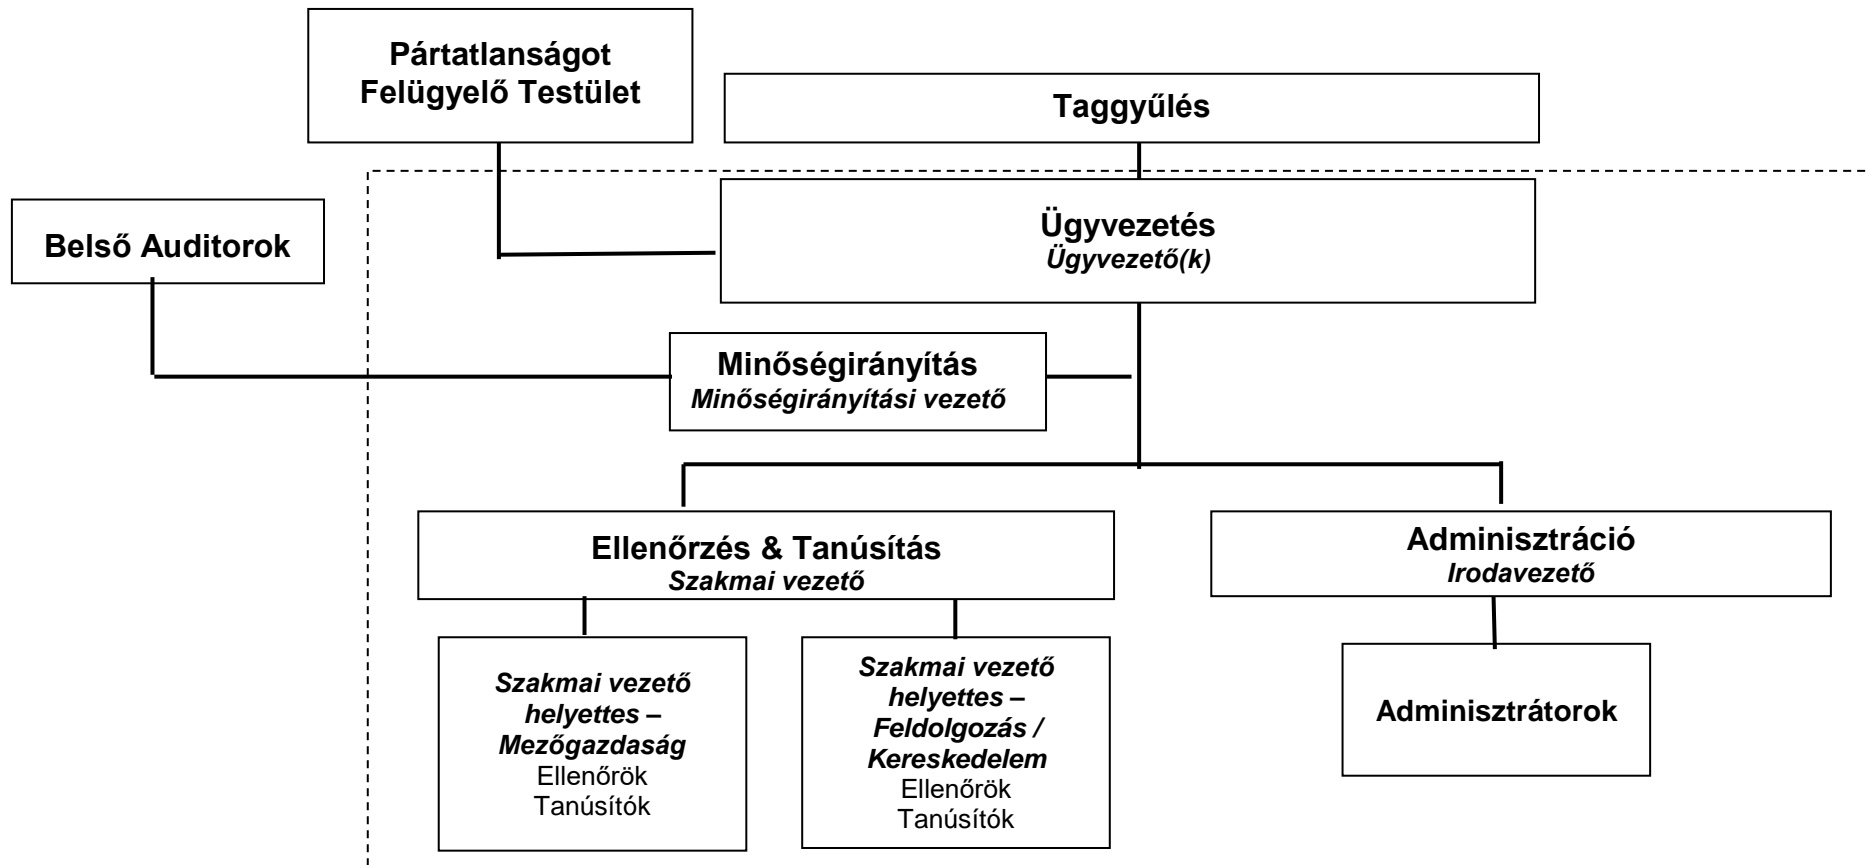 Pártatlanságot
Felügyelő Testület
Taggyűlés
Belső Auditorok
Ügyvezetés
Ügyvezető(k)
Minőségirányítás
Minőségirányítási vezető
Ellenőrzés & Tanúsítás
Szakmai vezető
Adminisztráció
Irodavezető
Szakmai vezető
helyettes –
Mezőgazdaság
Ellenőrök
Tanúsítók
Szakmai vezető
helyettes –
Feldolgozás /
Kereskedelem
Ellenőrök
Tanúsítók
Adminisztrátorok